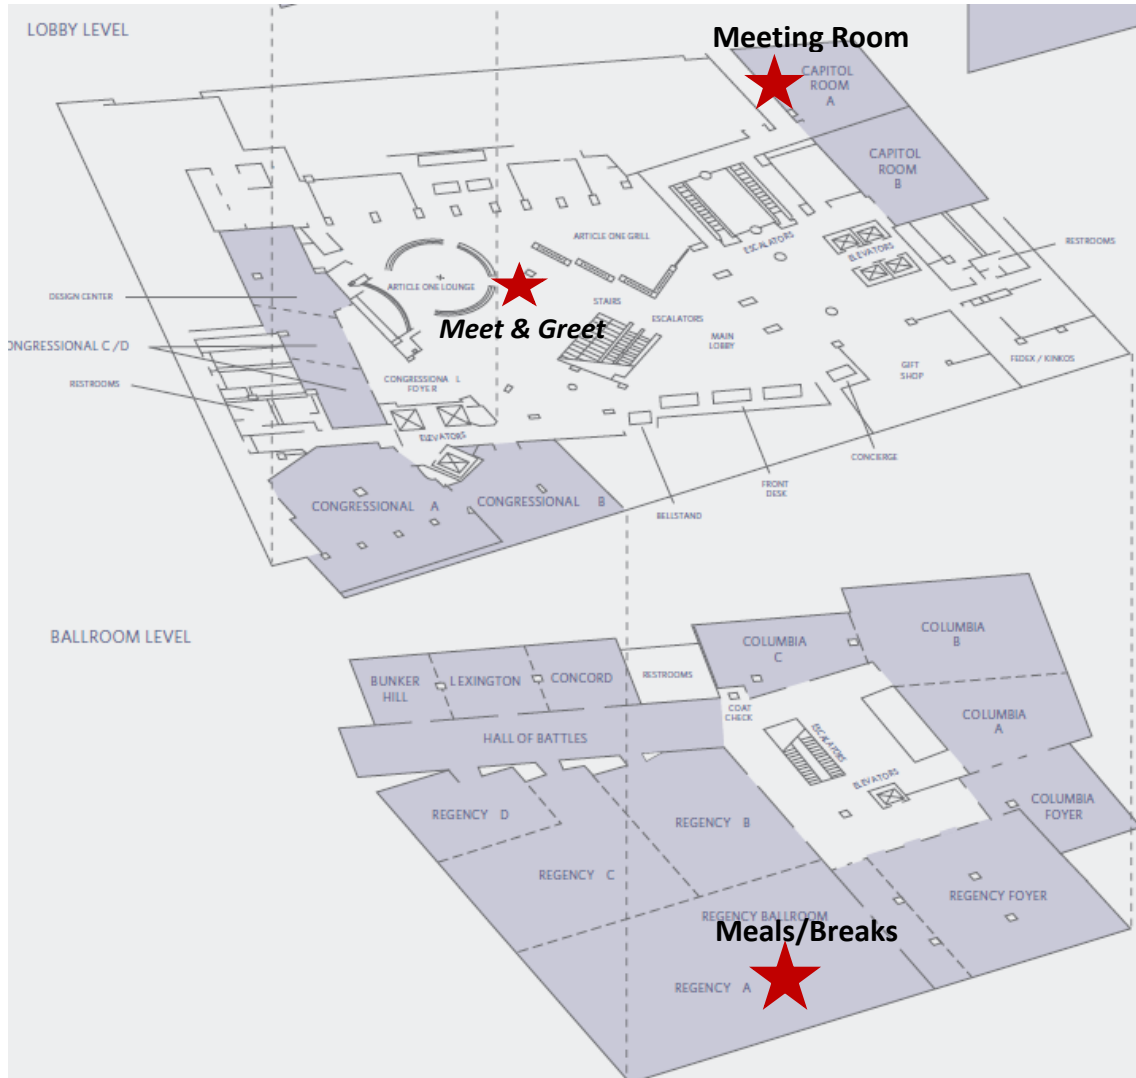 LOBBY LEVEL
Meeting Room
CAPITOL
ROOM
A
CAPITOL
ROOM
B
ARTICLE ONE GRILL
ESCALATORS
ELEVATORS
RESTROOMS
DESIGN CENTER
ARTICLE ONE LOUNGE
STAIRS
Meet & Greet
ESCALATORS
MAIN
LOBBY
ONGRESSIONAL C/D
RESTROOMS
CONGRESSIONA L
FOYER
GIFT
SHOP
FEDEX / KINKOS
ELEVATORS
CONCIERGE
FRONT
DESK
BELLSTAND
CONGRESSIONAL A
CONGRESSIONAL B
BALLROOM LEVEL
BUNKER
HILL
LEXINGTON
CONCORD
RESTROOMS
COLUMBIA
C
COLUMBIA
B
COAT
CHECK
COLUMBIA
A
HALL OF BATTLES
ESCALATORS
ELEVATORS
COLUMBIA
FOYER
REGENCY D
REGENCY B
REGENCY C
REGENCY FOYER
REGENCY BALLROOM
Meals/Breaks
REGENCY A